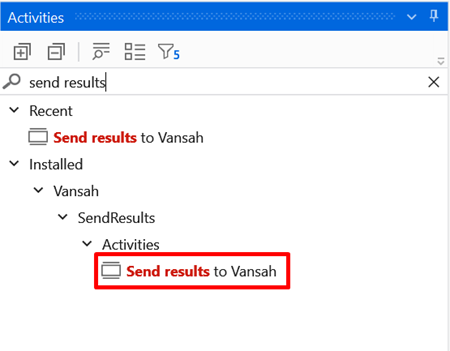 Activities
5
send results
Recent
Send results to Vansah
Installed
Vansah
SendResults
Activities
Send results to Vansah